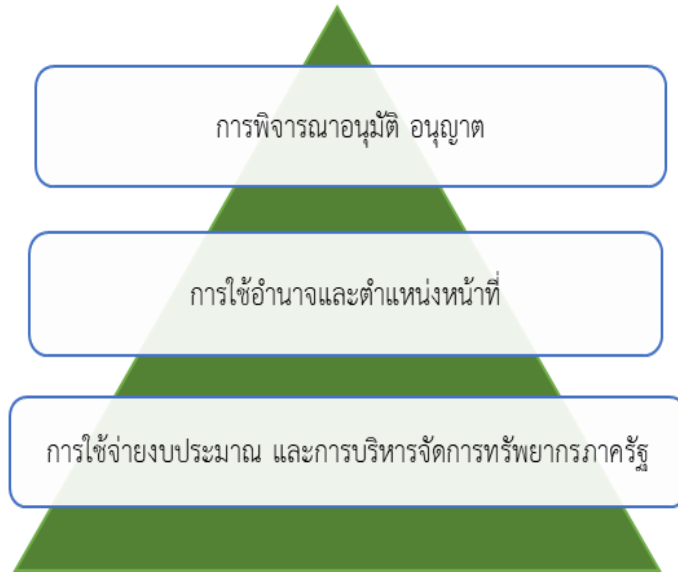 การพิจารณาอนุมัติ อนุญาต
การใช้อำนาจและตำแหน่งหน้าที่
การใช้จ่ายงบประมาณ และการบริหารจัดการทรัพยากรภาครัฐ